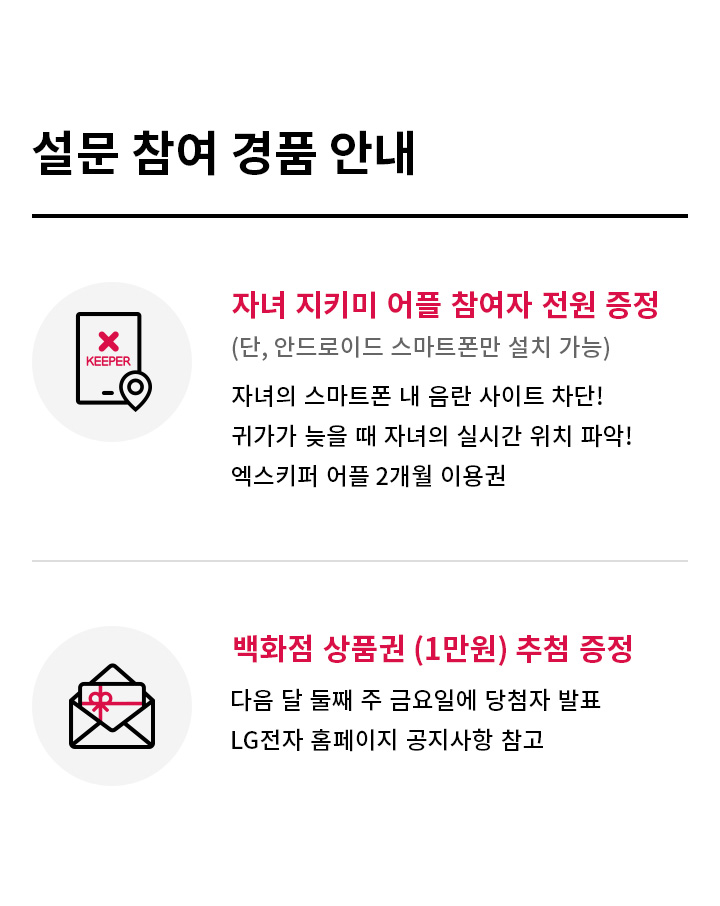 설문 참여 경품 안내
자녀 지키미 어플 참여자 전원 증정
(단, 안드로이드 스마트폰만 설치 가능)
KEEPER
자녀의 스마트폰 내 음란 사이트 차단!
귀가가 늦을 때 자녀의 실시간 위치 파악!
엑스키퍼 어플 2개월 이용권
백화점 상품권 (1만원) 추첨 증정
다음 달 둘째 주 금요일에 당첨자 발표
LG전자 홈페이지 공지사항 참고